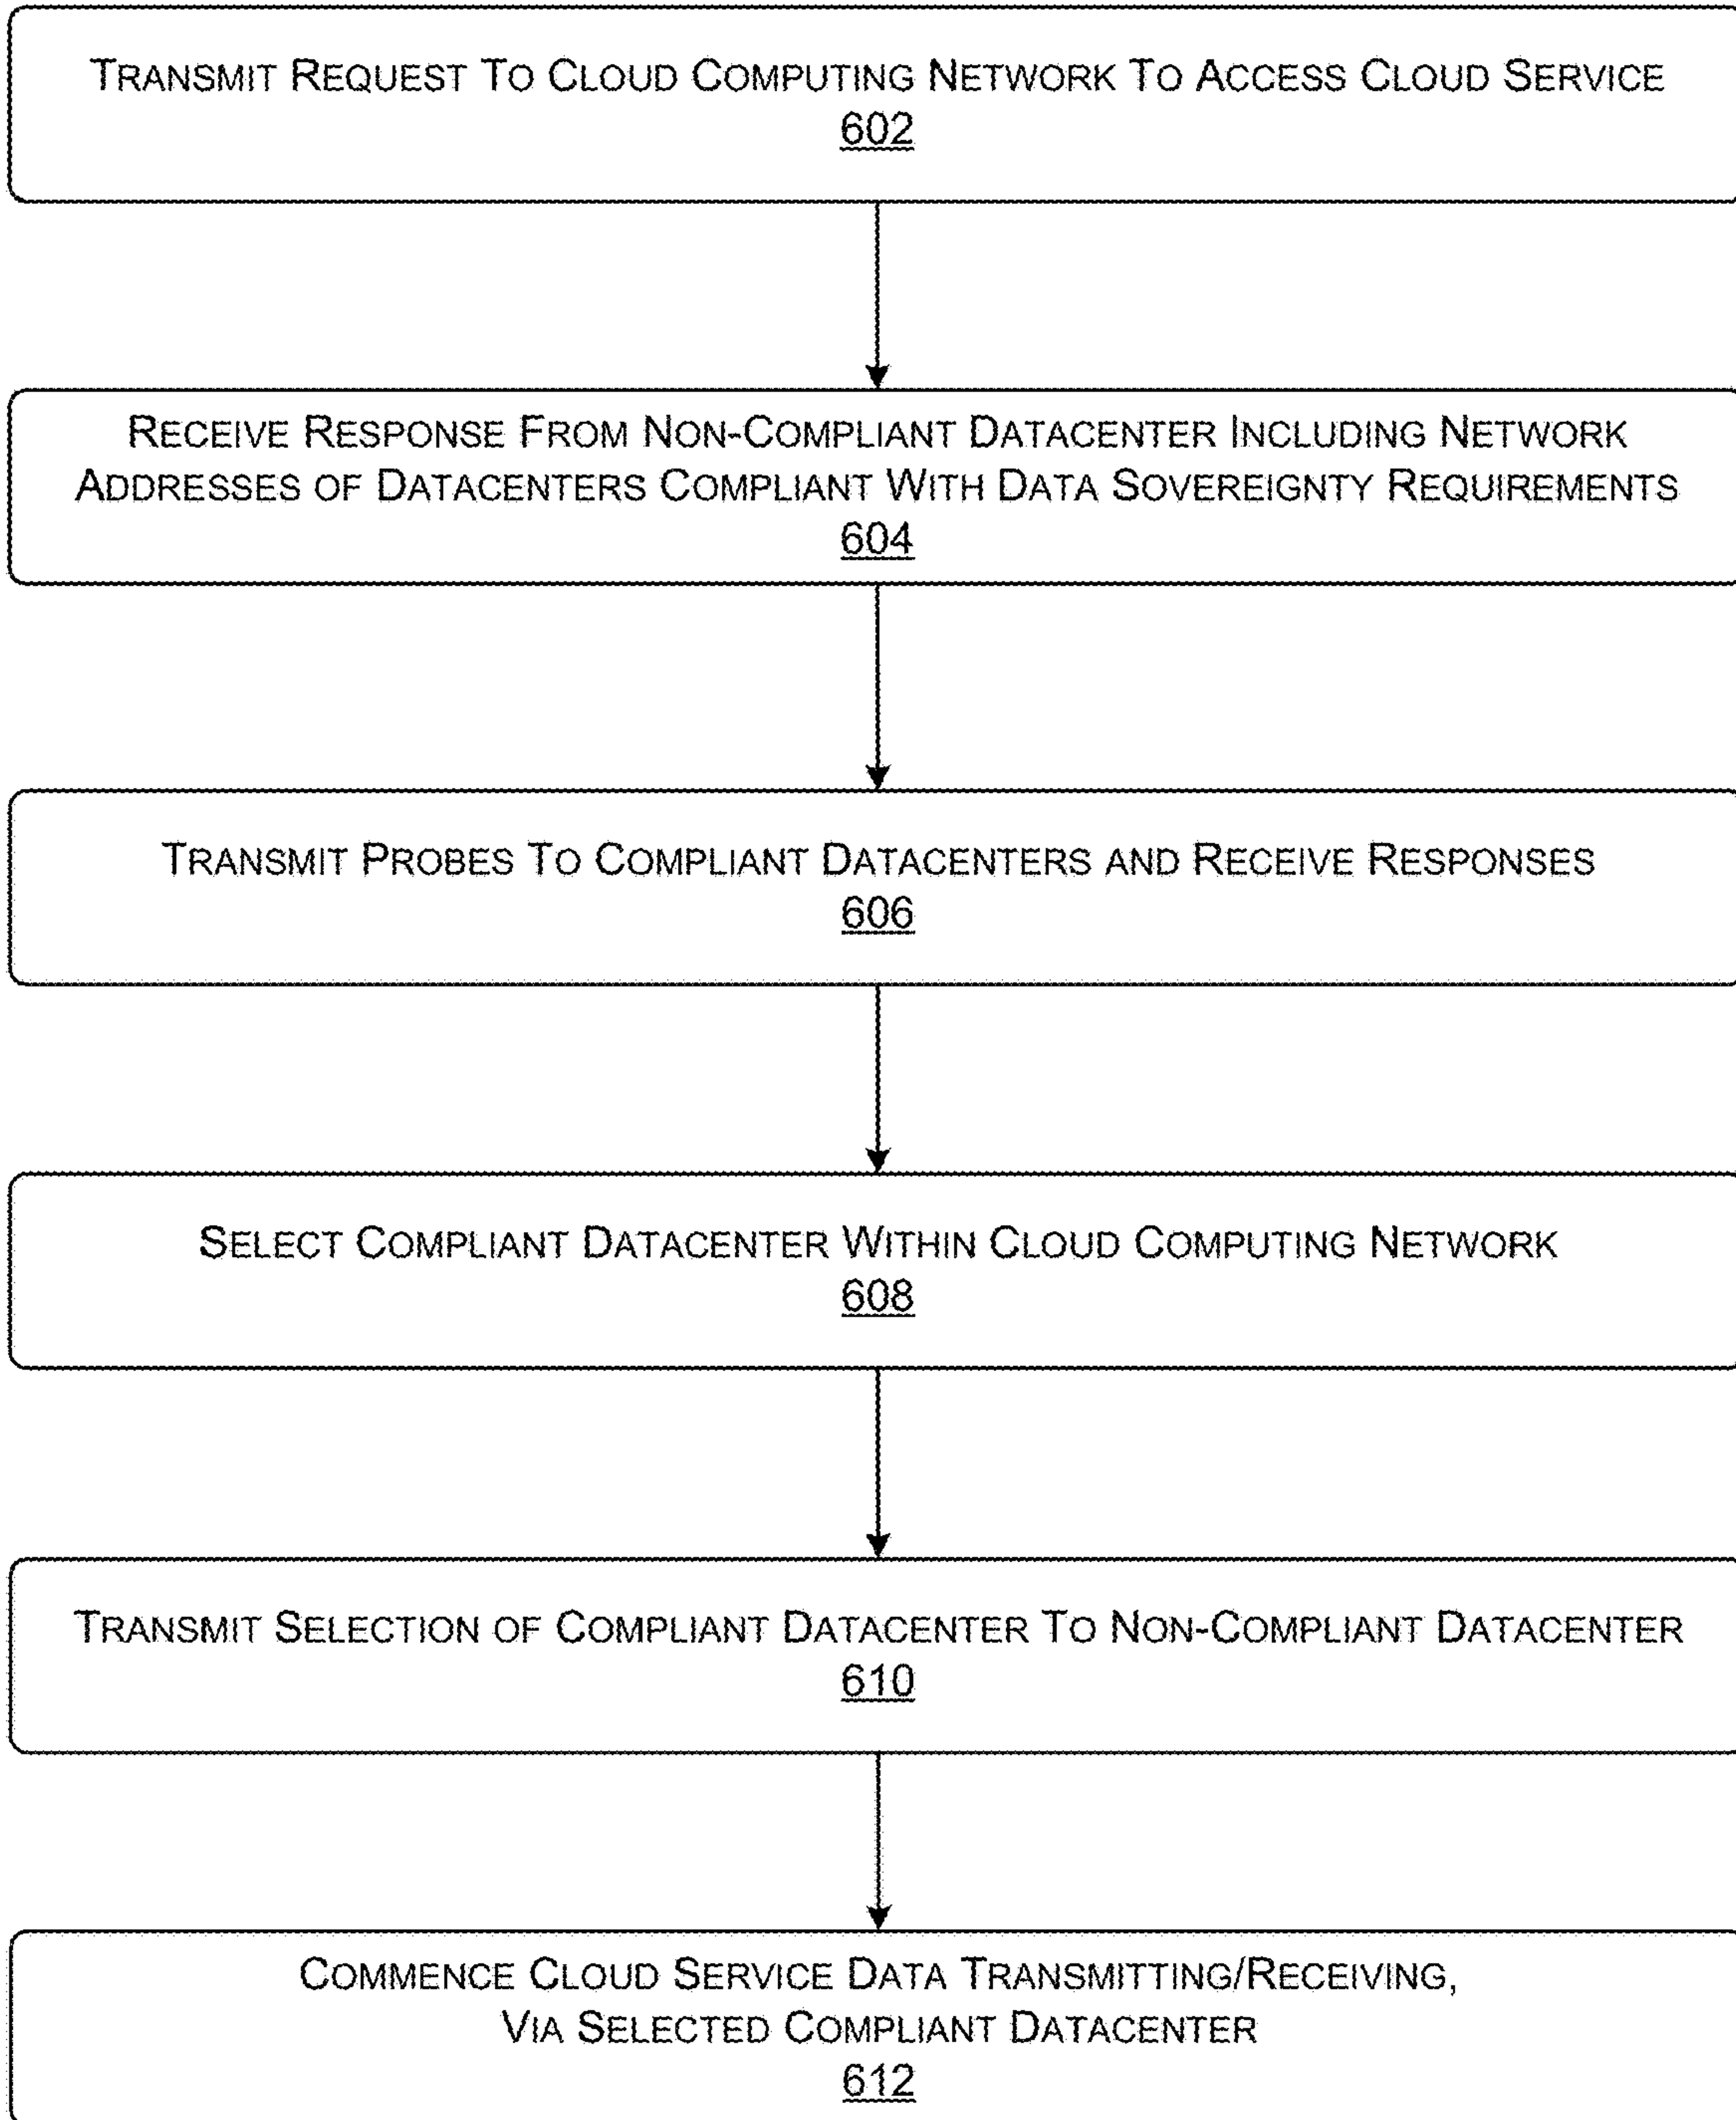 TRANSMIT REQUEST TO CLOUD COMPUTING NETWORK TO ACCESS CLOUD SERVICE
602
RECEIVE RESPONSE FROM NON-COMPLIANT DATACENTER INCLUDING NETWORK
ADDRESSES OF DATACENTERS COMPLIANT WITH DATA SOVEREIGNTY REQUIREMENTS
604
TRANSMIT PROBES TO COMPLIANT DATACENTERS AND RECEIVE RESPONSES
606
SELECT COMPLIANT DATACENTER WITHIN CLOUD COMPUTING NETWORK
608
TRANSMIT SELECTION OF COMPLIANT DATACENTER TO NON-COMPLIANT DATACENTER
610
COMMENCE CLOUD SERVICE DATA TRANSMITTING/RECEIVING,
VIA SELECTED COMPLIANT DATACENTER
612